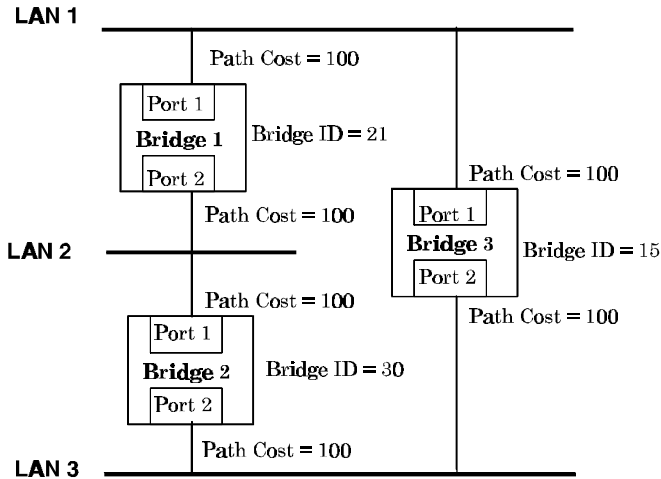 LAN 1
Path Cost = 100
Port 1
Bridge 1
Bridge ID = 21
Port 2
Path Cost = 100
Path Cost = 100
Port 1
LAN 2
Bridge 3
Bridge ID = 15
Port 2
Path Cost = 100
Path Cost = 100
Port 1
Bridge 2
Bridge ID = 30
Port 2
Path Cost = 100
LAN 3